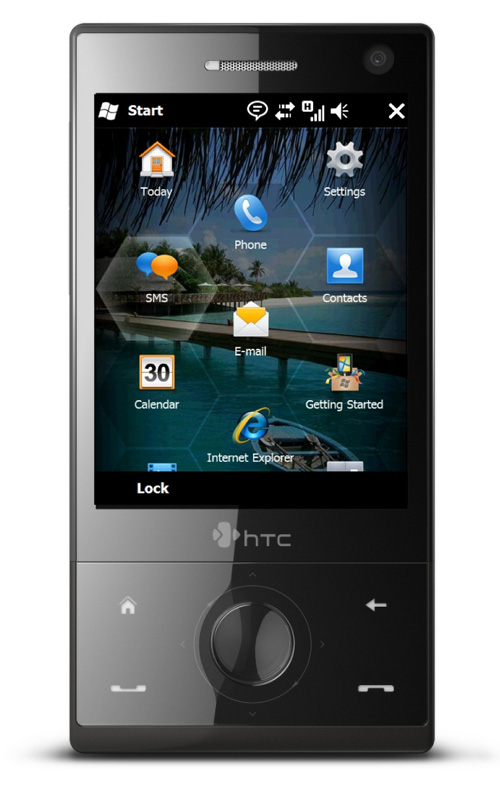 Start
H
Today
Settings
Phone
SMS
Contacts
E-mail
30
Calendar
Getting Started
Internet Explorer
Lock
hTC